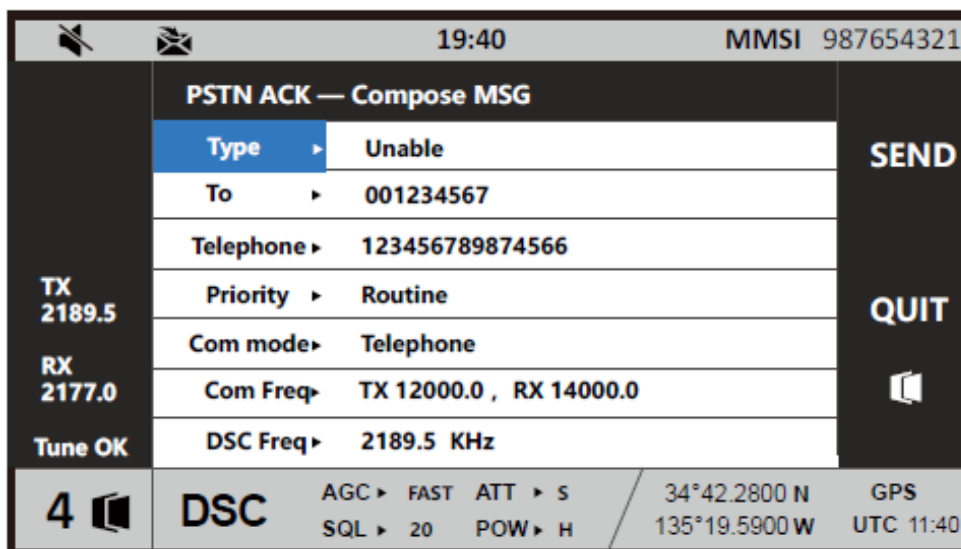 19:40 MMSI 987654321
PSTN ACK — Compose MSG
Type ▸ Unable
To ▸ 001234567
Telephone ▸ 123456789874566
Priority ▸ Routine
Com mode▸ Telephone
Com Freq▸ TX 12000.0 , RX 14000.0
DSC Freq ▸ 2189.5 KHz
TX
2189.5
RX
2177.0
Tune OK
SEND
QUIT
4 DSC
AGC ▸ FAST ATT ▸ S
SQL ▸ 20 POW ▸ H
34°42.2800 N
135°19.5900 W
GPS
UTC 11:40